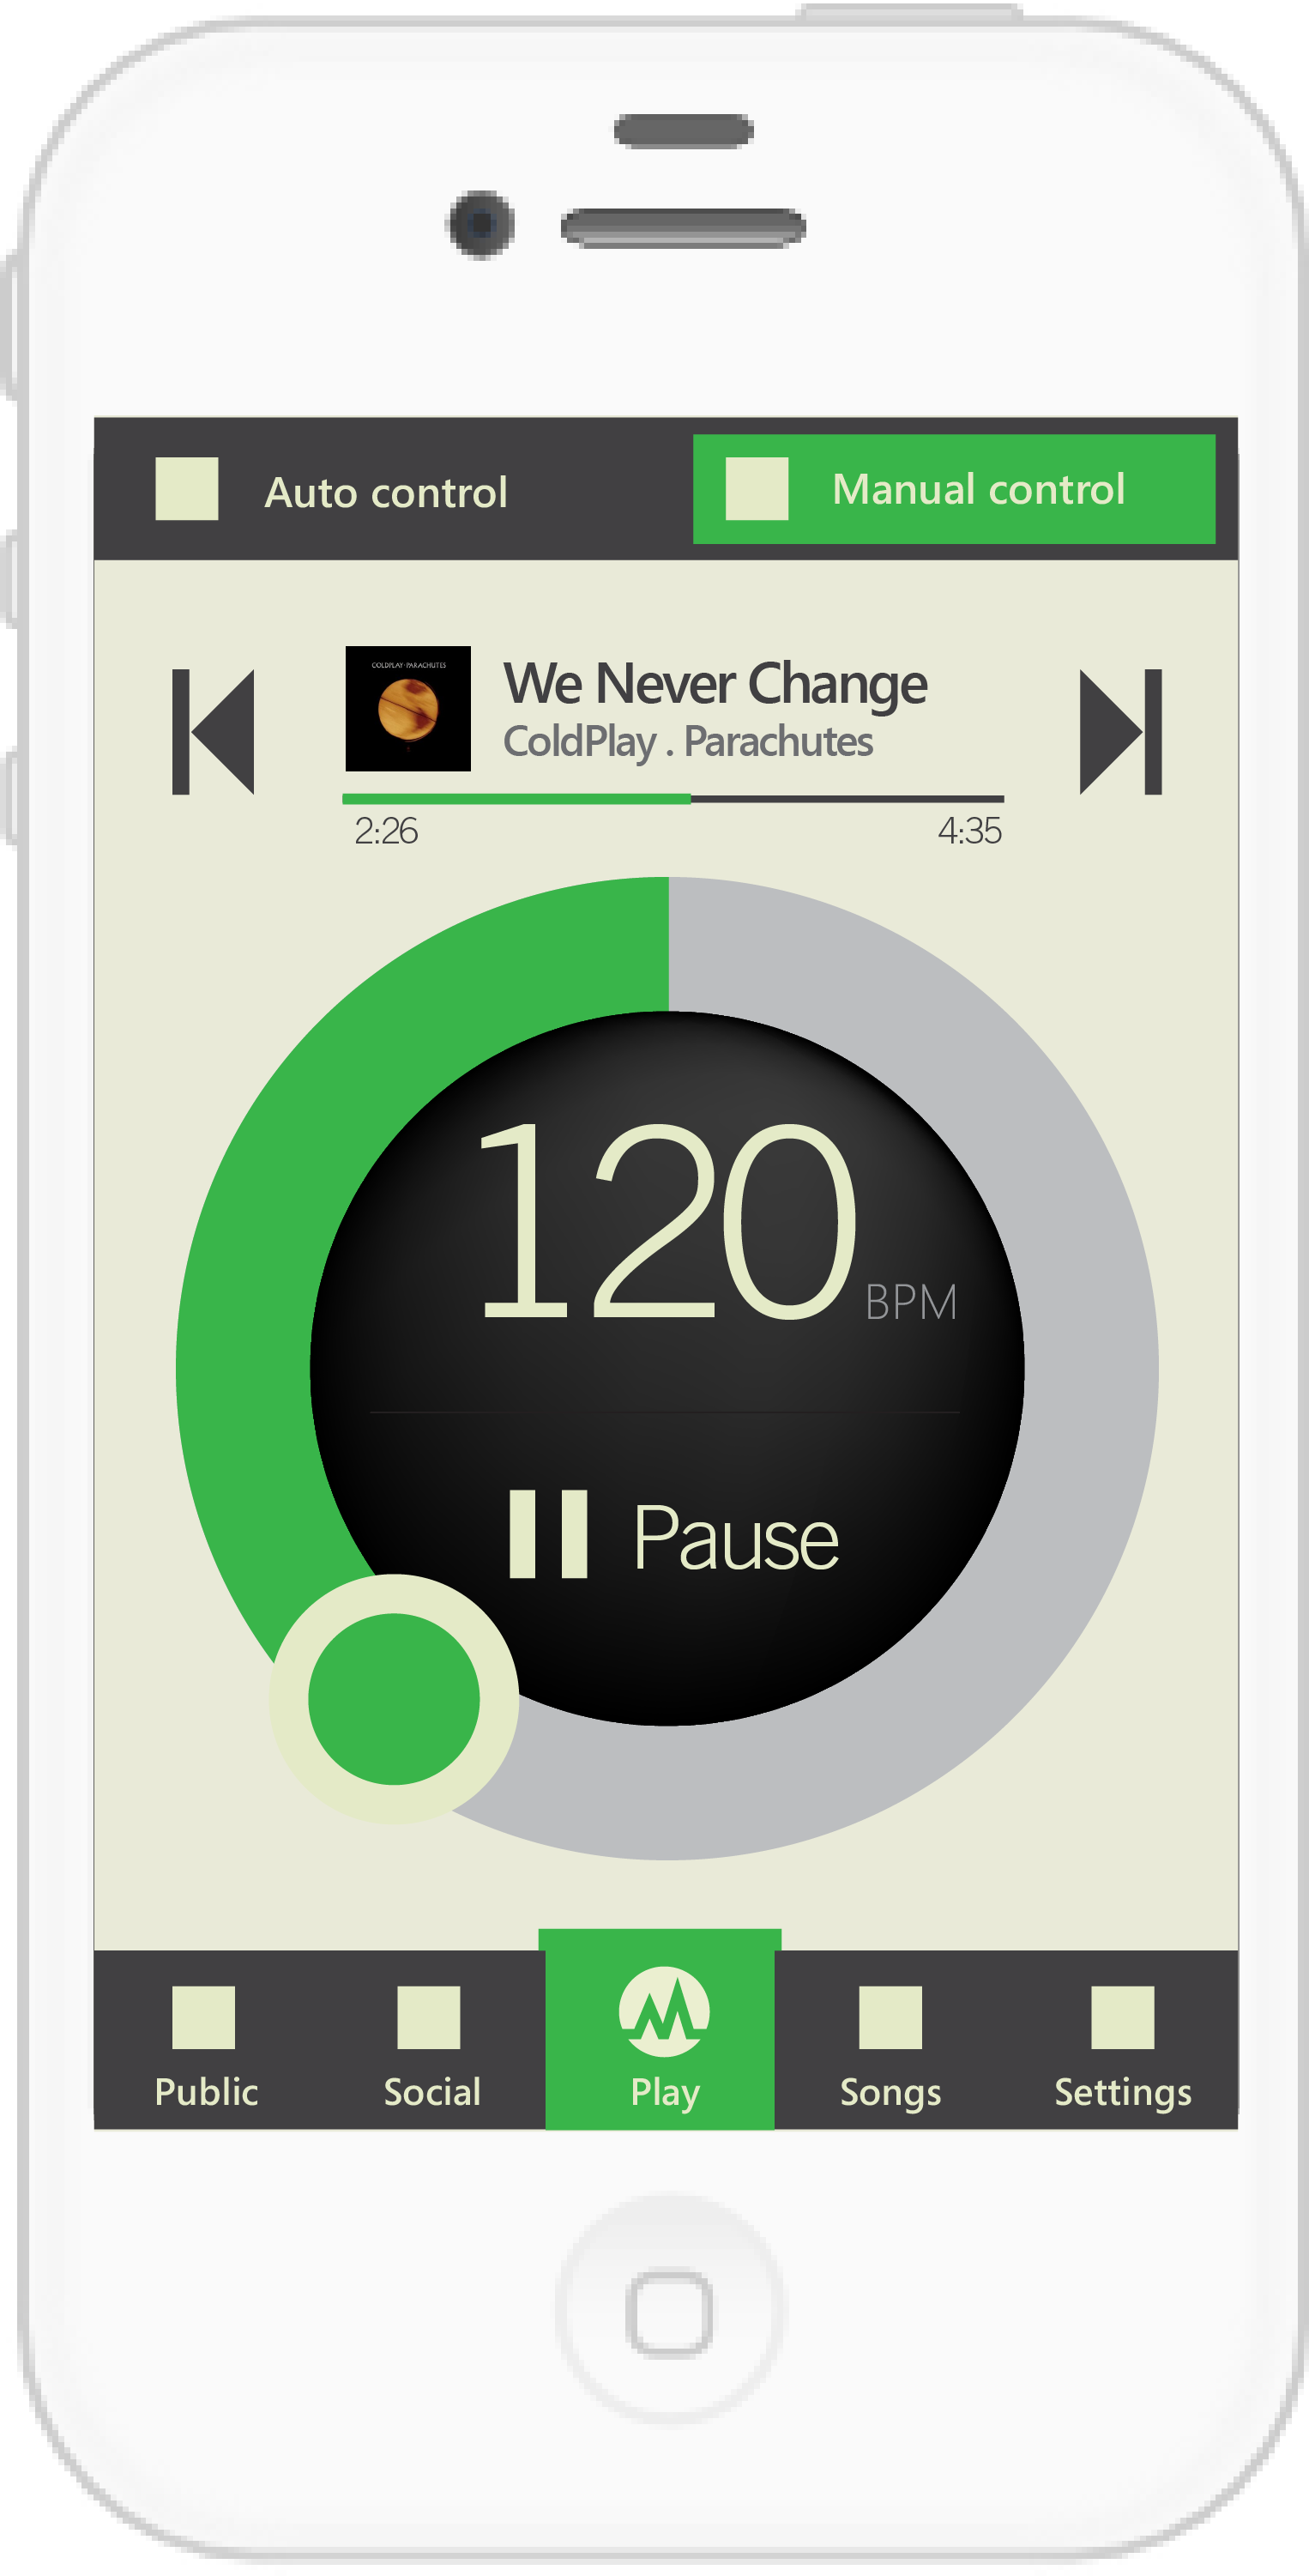 Auto control
Manual control
COLDPLAY·PARACHUTES
We Never Change
ColdPlay . Parachutes
2:26
4:35
120 BPM
Pause
Public
Social
Play
Songs
Settings